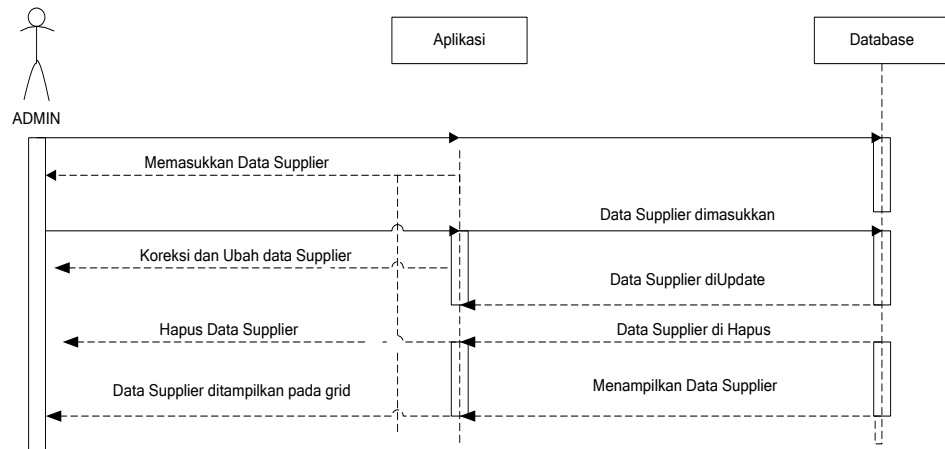 Aplikasi
Database
ADMIN
Memasukkan Data Supplier
Data Supplier dimasukkan
Koreksi dan Ubah data Supplier
Data Supplier diUpdate
Hapus Data Supplier
Data Supplier di Hapus
Data Supplier ditampilkan pada grid
Menampilkan Data Supplier